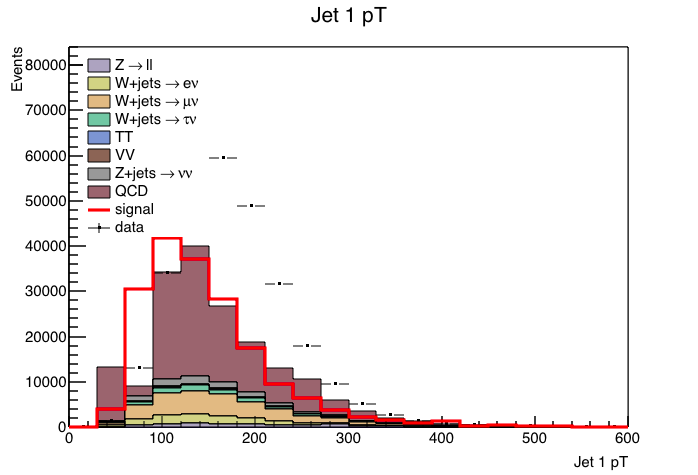 Jet 1 pT
Events
80000
70000
60000
50000
40000
30000
20000
10000
0
Z → ll
W+jets → eν
W+jets → μν
W+jets → τν
TT
VV
Z+jets → νν
QCD
signal
data
0 100 200 300 400 500 600
Jet 1 pT